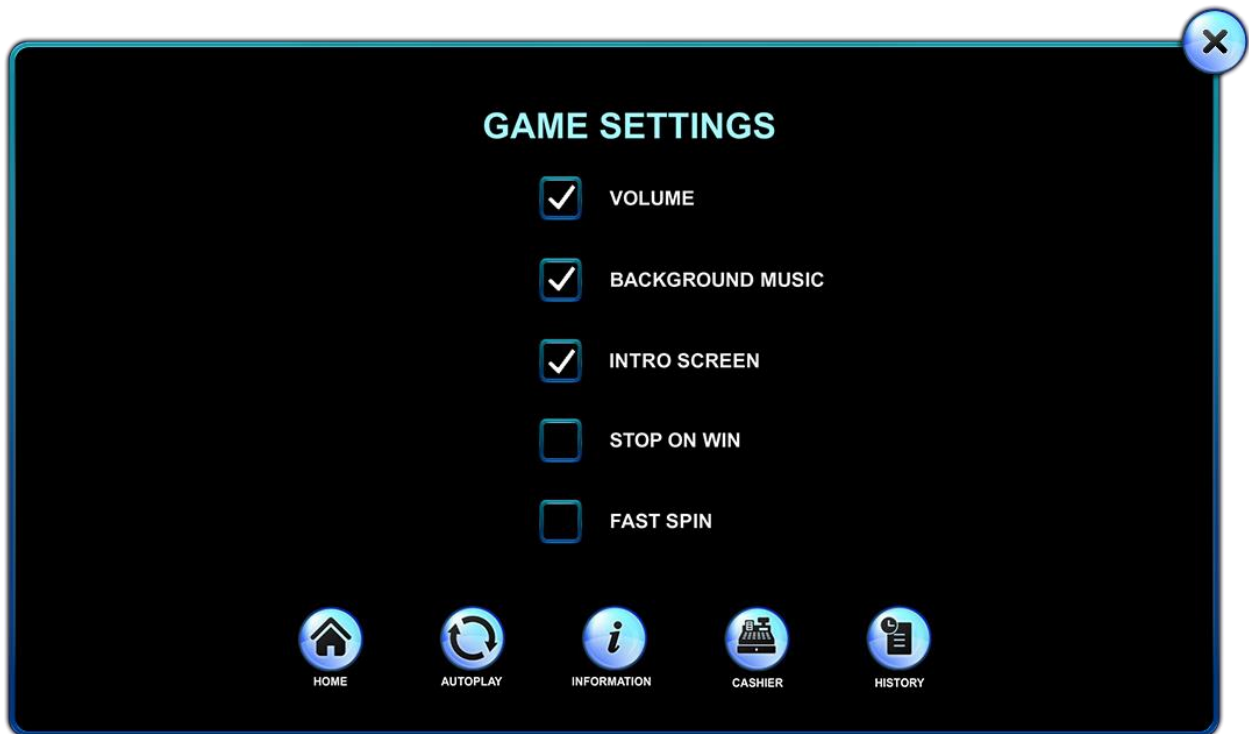 GAME SETTINGS
VOLUME
BACKGROUND MUSIC
INTRO SCREEN
STOP ON WIN
FAST SPIN
HOME
AUTOPLAY
INFORMATION
CASHIER
HISTORY